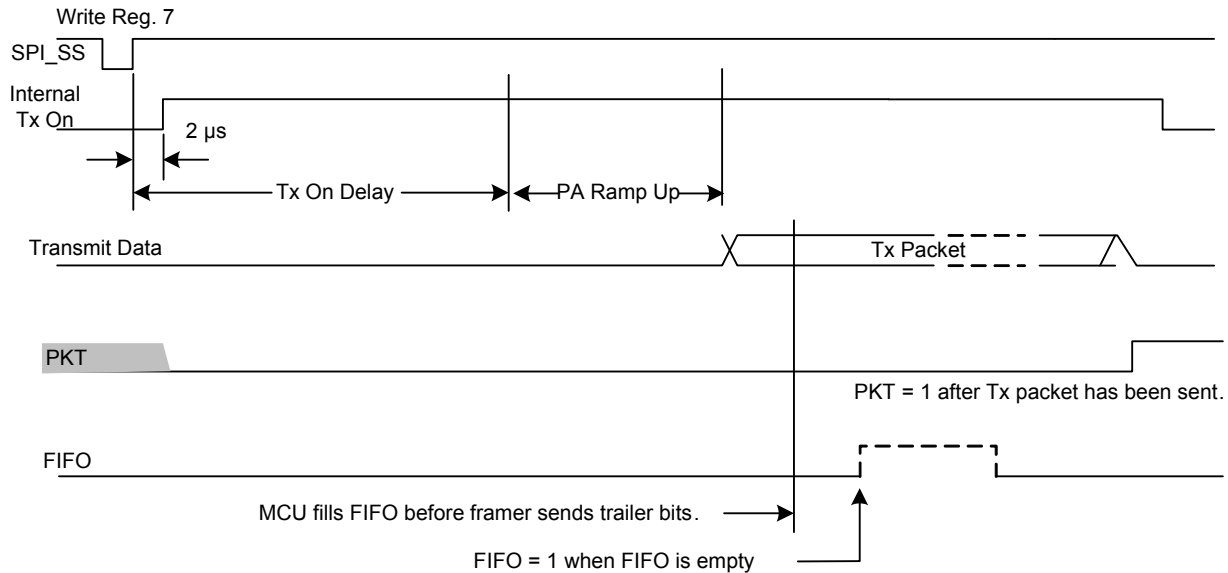 Write Reg. 7
SPI_SS
Internal
Tx On
2 µs
Tx On Delay
PA Ramp Up
Transmit Data
Tx Packet
PKT
PKT = 1 after Tx packet has been sent.
FIFO
MCU fills FIFO before framer sends trailer bits.
FIFO = 1 when FIFO is empty